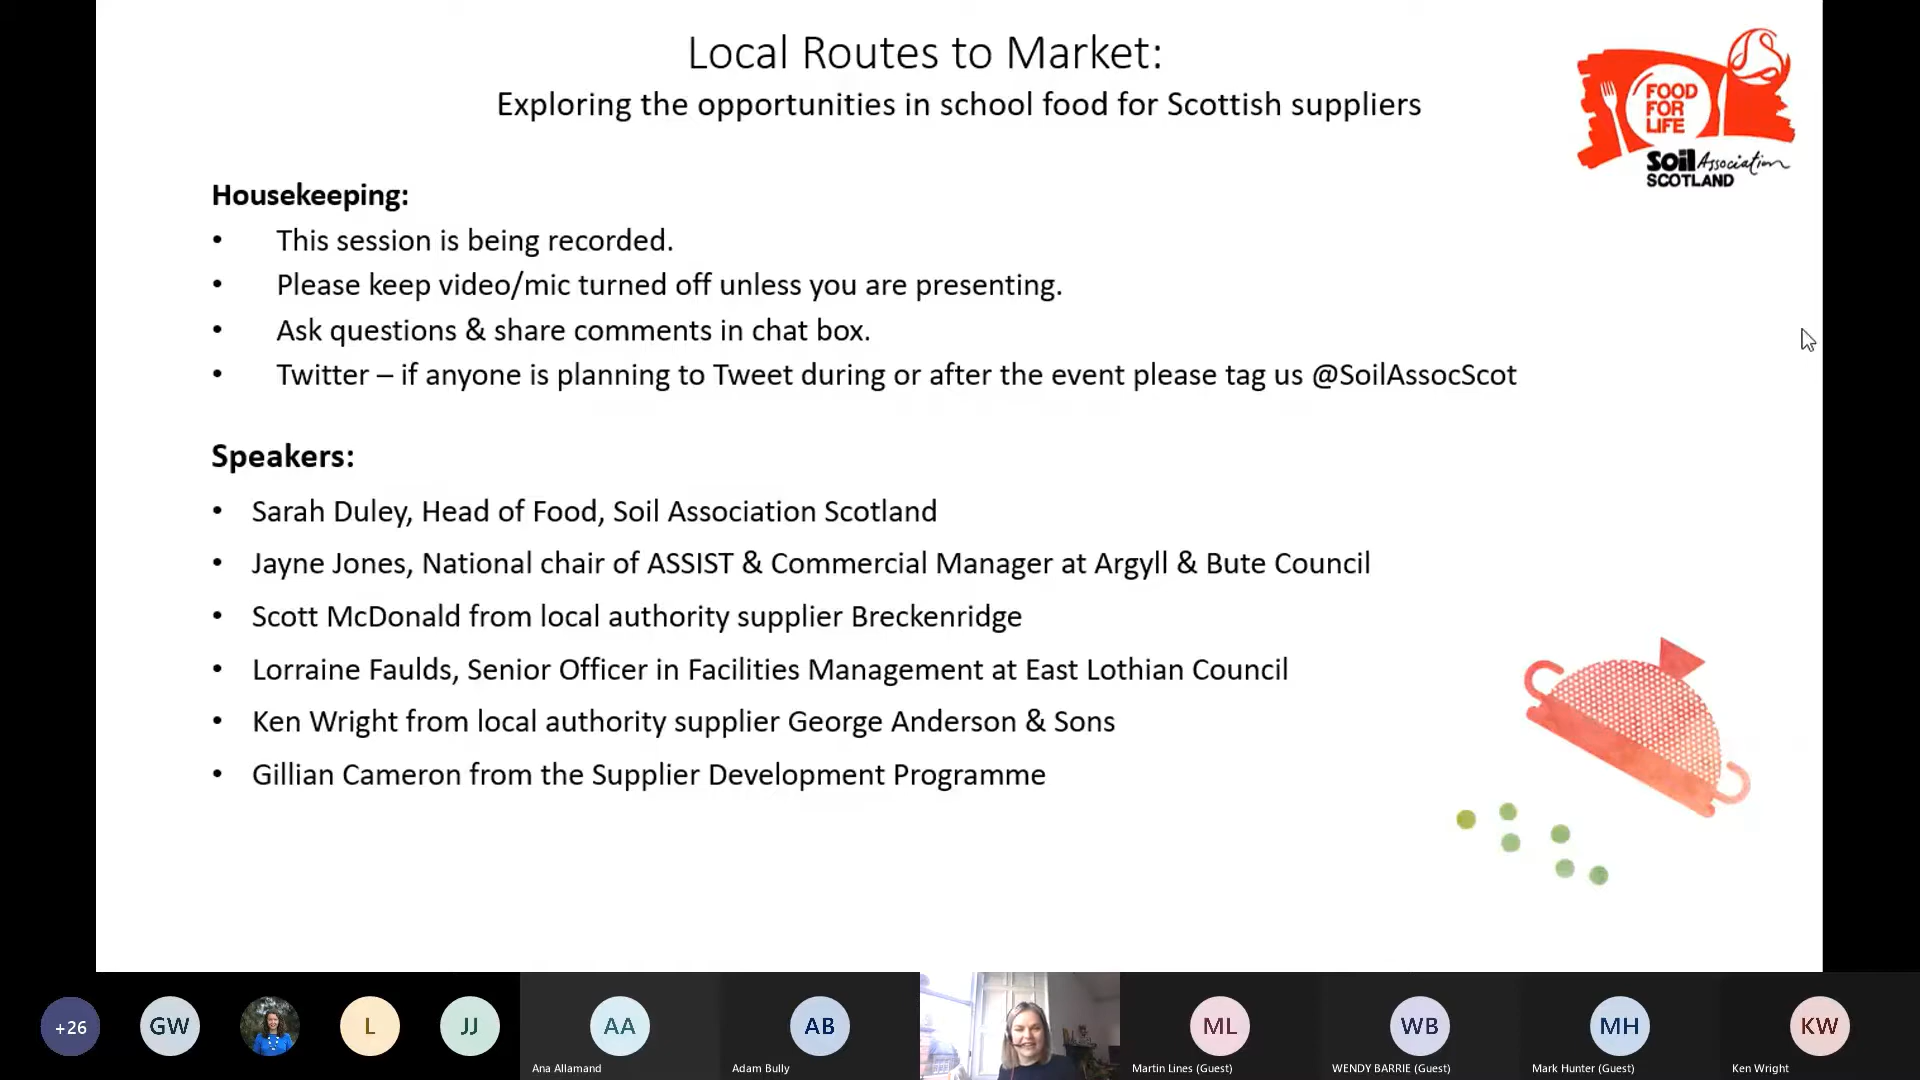 Local Routes to Market:
Exploring the opportunities in school food for Scottish suppliers
FOOD
FOR
LIFE
Soil Association
SCOTLAND
Housekeeping:
• This session is being recorded.
• Please keep video/mic turned off unless you are presenting.
• Ask questions & share comments in chat box.
• Twitter – if anyone is planning to Tweet during or after the event please tag us @SoilAssocScot
Speakers:
• Sarah Duley, Head of Food, Soil Association Scotland
• Jayne Jones, National chair of ASSIST & Commercial Manager at Argyll & Bute Council
• Scott McDonald from local authority supplier Breckenridge
• Lorraine Faulds, Senior Officer in Facilities Management at East Lothian Council
• Ken Wright from local authority supplier George Anderson & Sons
• Gillian Cameron from the Supplier Development Programme
+26
GW
L
JJ
AA
AB
ML
WB
MH
KW
Ana Allamand
Adam Bully
Martin Lines (Guest)
WENDY BARRIE (Guest)
Mark Hunter (Guest)
Ken Wright